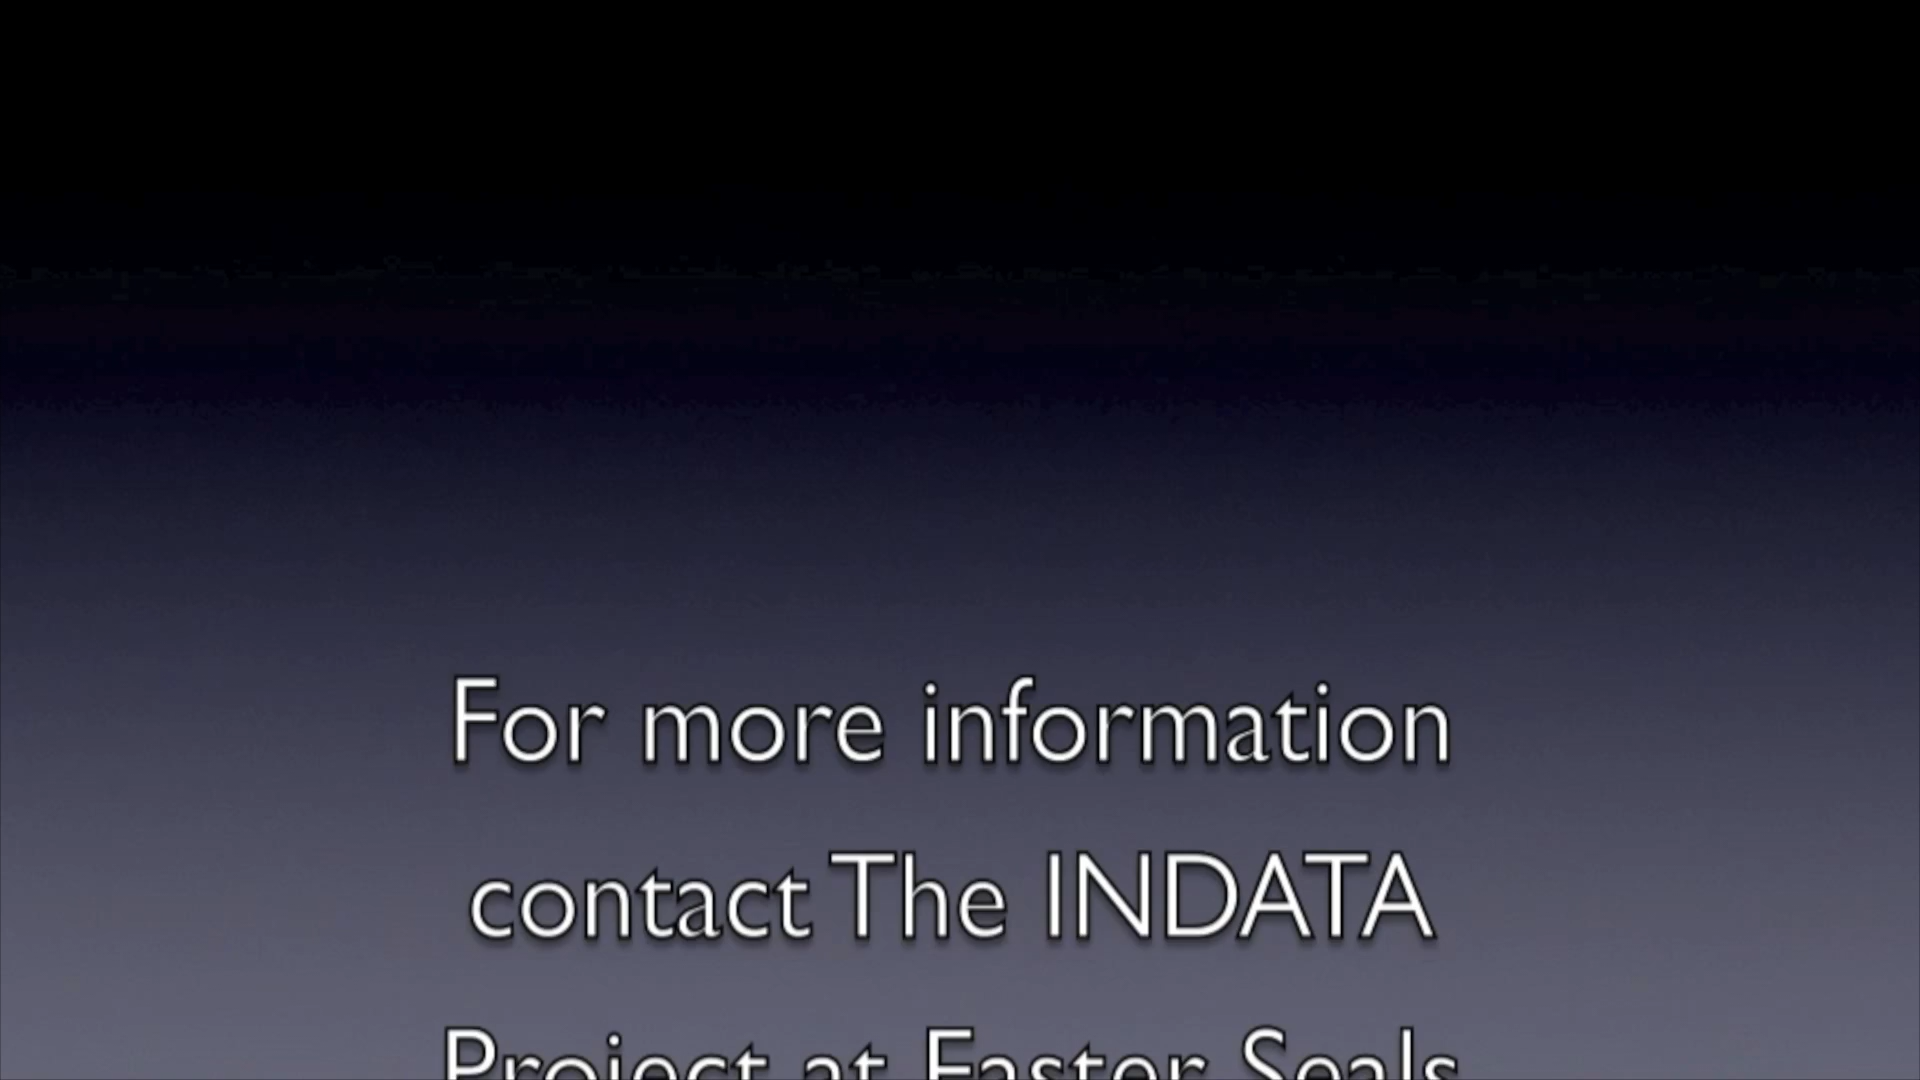 For more information
contact The INDATA
Project at Easter Seals